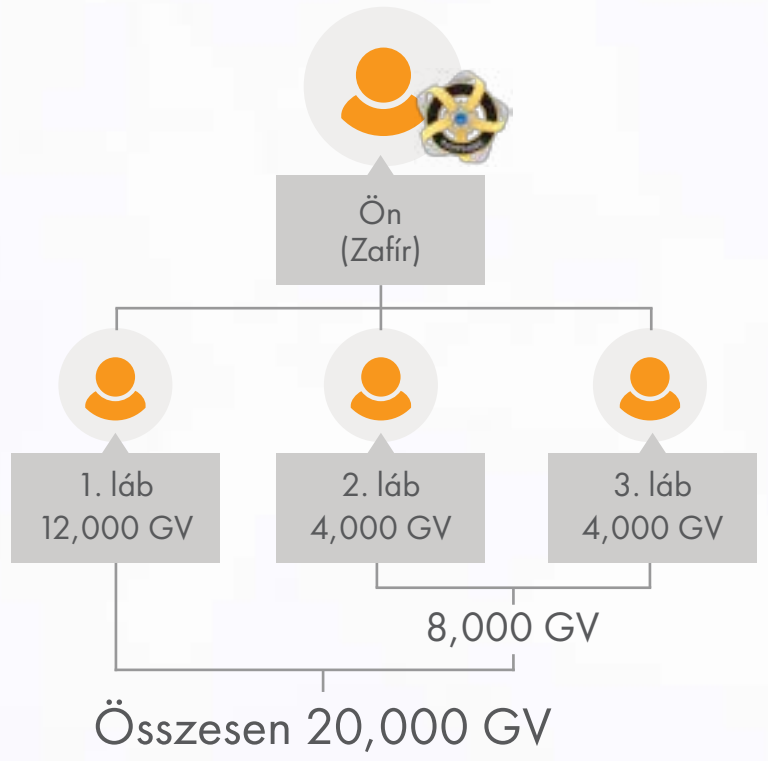 Ön
(Zafír)
1. láb
12,000 GV
2. láb
4,000 GV
3. láb
4,000 GV
8,000 GV
Összesen 20,000 GV